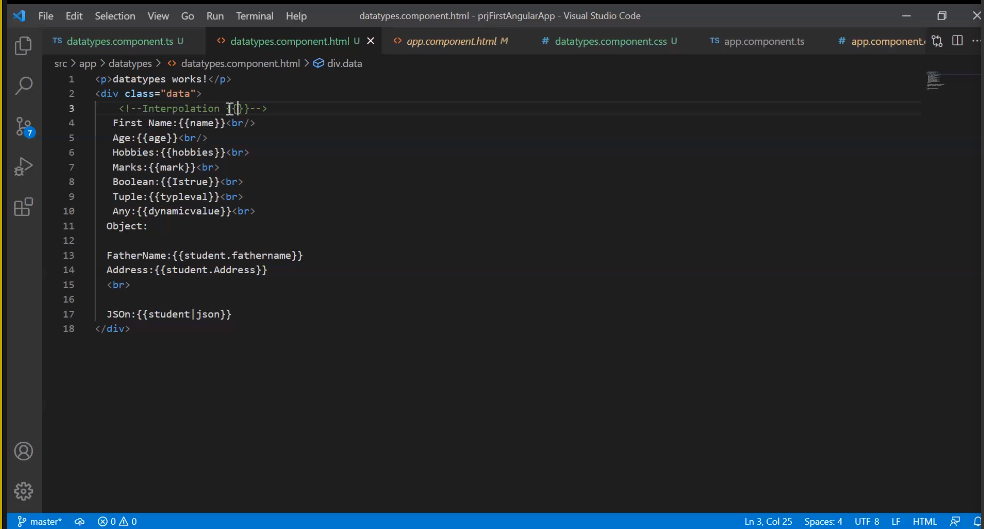 File Edit Selection View Go Run Terminal Help datatypes.component.html - prjFirstAngularApp - Visual Studio Code
TS datatypes.component.ts U <> datatypes.component.html U <> app.component.html M # datatypes.component.css U TS app.component.ts # app.component.
src > app > datatypes > <> datatypes.component.html > div.data
1 <p>datatypes works!</p>
2 <div class="data">
3 <!--Interpolation {{}}-->
4 First Name:{{name}}<br/>
5 Age:{{age}}<br/>
6 Hobbies:{{hobbies}}<br>
7 Marks:{{mark}}<br>
8 Boolean:{{Istrue}}<br>
9 Tuple:{{typleval}}<br>
10 Any:{{dynamicvalue}}<br>
11 Object:
12
13 FatherName:{{student.fathername}}
14 Address:{{student.Address}}
15 <br>
16
17 JSOn:{{student|json}}
18 </div>
7
master* 0 0 Ln 3, Col 25 Spaces: 4 UTF 8 LF HTML